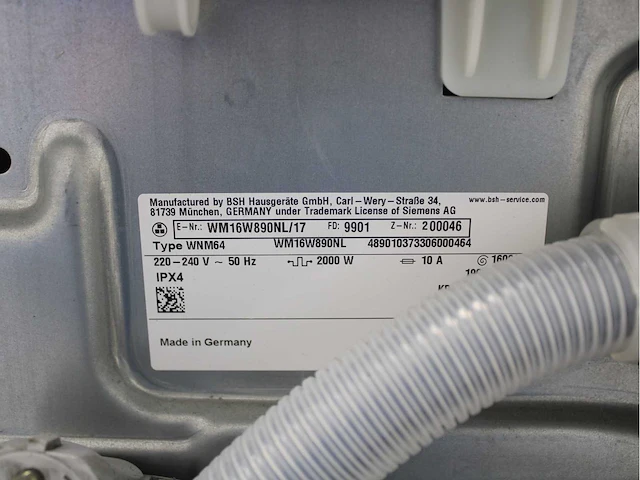 Manufactured by BSH Hausgeräte GmbH, Carl-Wery-Straße 34,
www.bsh-service.com
81739 München, GERMANY under Trademark License of Siemens AG
E-Nr.: WM16W890NL/17 FD: 9901 Z-Nr.: 200046
Type WNM64 WM16W890NL 489010373306000464
220-240 V ~ 50 Hz 2000 W 10 A
IPX4
Made in Germany